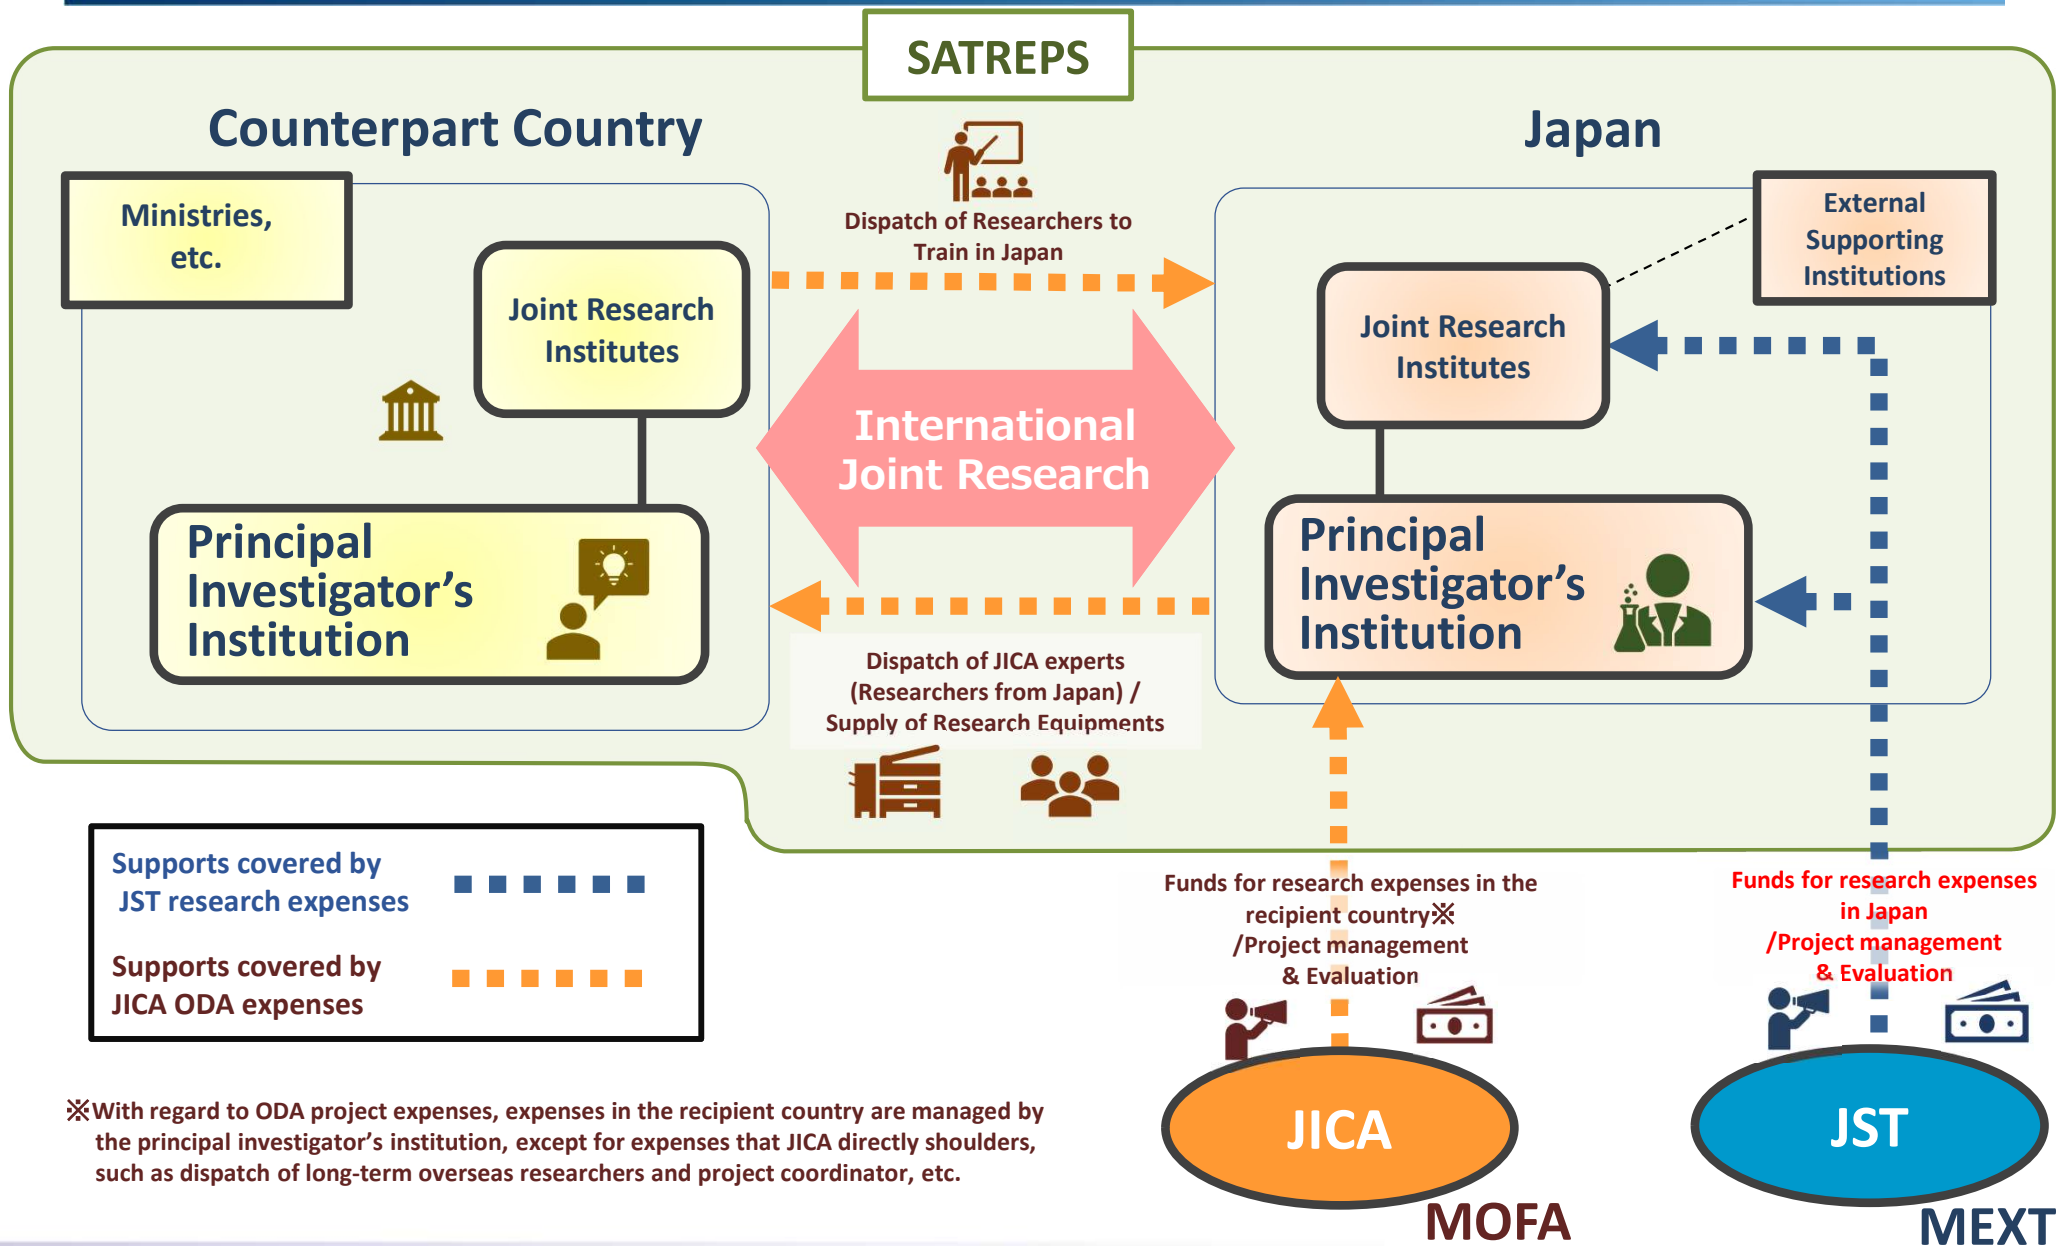 SATREPS
Counterpart Country
Japan
Ministries,
etc.
Joint Research
Institutes
Principal
Investigator's
Institution
Dispatch of Researchers to
Train in Japan
International
Joint Research
Dispatch of JICA experts
(Researchers from Japan) /
Supply of Research Equipments
External
Supporting
Institutions
Joint Research
Institutes
Principal
Investigator's
Institution
Supports covered by
JST research expenses
Supports covered by
JICA ODA expenses
Funds for research expenses in the
recipient country※
/Project management
& Evaluation
Funds for research expenses
in Japan
/Project management
& Evaluation
JICA
MOFA
JST
MEXT
※With regard to ODA project expenses, expenses in the recipient country are managed by
the principal investigator's institution, except for expenses that JICA directly shoulders,
such as dispatch of long-term overseas researchers and project coordinator, etc.